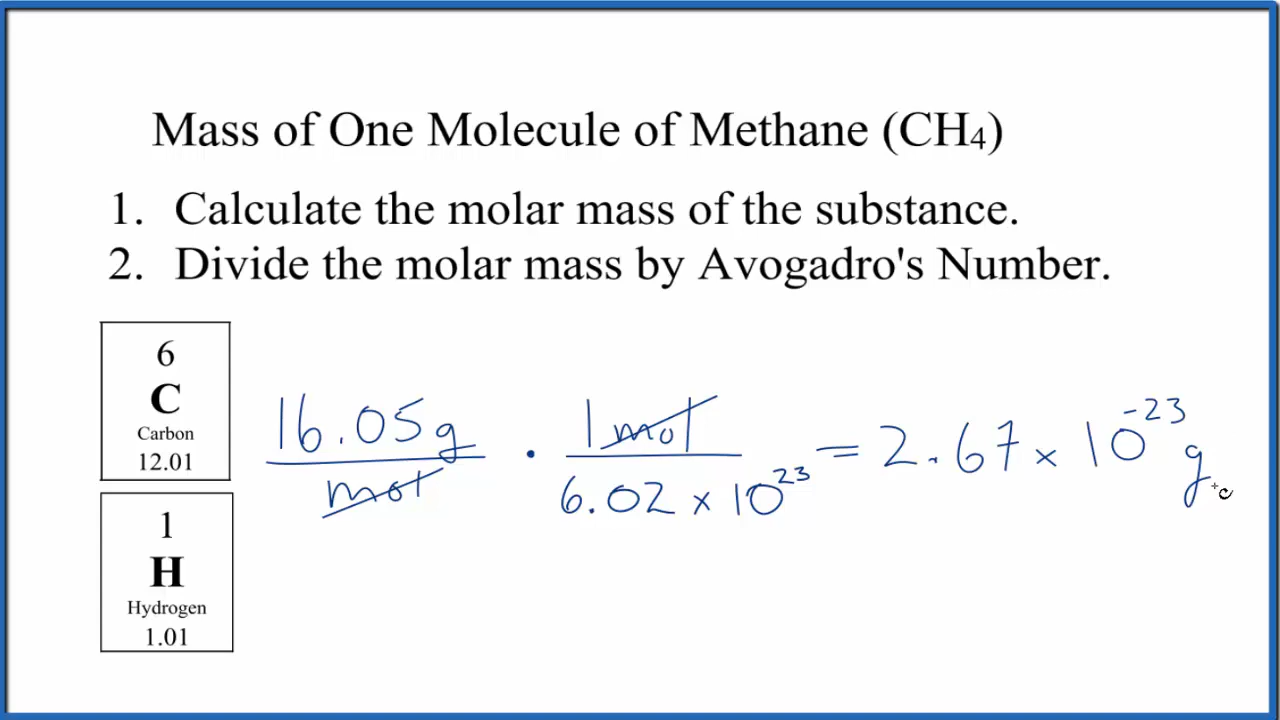 Mass of One Molecule of Methane (CH₄)
1. Calculate the molar mass of the substance.
2. Divide the molar mass by Avogadro's Number.
6
C
Carbon
12.01
1
H
Hydrogen
1.01
16.05g / mol · 1mol / 6.02 × 10²³ = 2.67 × 10⁻²³ g